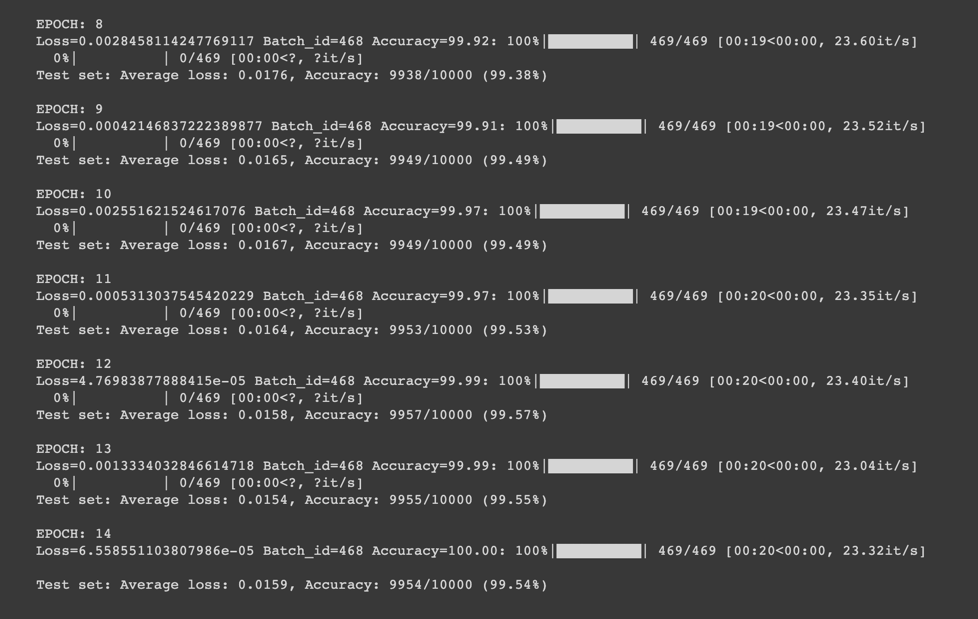 EPOCH: 8
Loss=0.0028458114247769117 Batch_id=468 Accuracy=99.92: 100%|██████████| 469/469 [00:19<00:00, 23.60it/s]
0%| | 0/469 [00:00<?, ?it/s]
Test set: Average loss: 0.0176, Accuracy: 9938/10000 (99.38%)
EPOCH: 9
Loss=0.00042146837222389877 Batch_id=468 Accuracy=99.91: 100%|██████████| 469/469 [00:19<00:00, 23.52it/s]
0%| | 0/469 [00:00<?, ?it/s]
Test set: Average loss: 0.0165, Accuracy: 9949/10000 (99.49%)
EPOCH: 10
Loss=0.002551621524617076 Batch_id=468 Accuracy=99.97: 100%|██████████| 469/469 [00:19<00:00, 23.47it/s]
0%| | 0/469 [00:00<?, ?it/s]
Test set: Average loss: 0.0167, Accuracy: 9949/10000 (99.49%)
EPOCH: 11
Loss=0.0005313037545420229 Batch_id=468 Accuracy=99.97: 100%|██████████| 469/469 [00:20<00:00, 23.35it/s]
0%| | 0/469 [00:00<?, ?it/s]
Test set: Average loss: 0.0164, Accuracy: 9953/10000 (99.53%)
EPOCH: 12
Loss=4.76983877888415e-05 Batch_id=468 Accuracy=99.99: 100%|██████████| 469/469 [00:20<00:00, 23.40it/s]
0%| | 0/469 [00:00<?, ?it/s]
Test set: Average loss: 0.0158, Accuracy: 9957/10000 (99.57%)
EPOCH: 13
Loss=0.0013334032846614718 Batch_id=468 Accuracy=99.99: 100%|██████████| 469/469 [00:20<00:00, 23.04it/s]
0%| | 0/469 [00:00<?, ?it/s]
Test set: Average loss: 0.0154, Accuracy: 9955/10000 (99.55%)
EPOCH: 14
Loss=6.558551103807986e-05 Batch_id=468 Accuracy=100.00: 100%|██████████| 469/469 [00:20<00:00, 23.32it/s]
Test set: Average loss: 0.0159, Accuracy: 9954/10000 (99.54%)